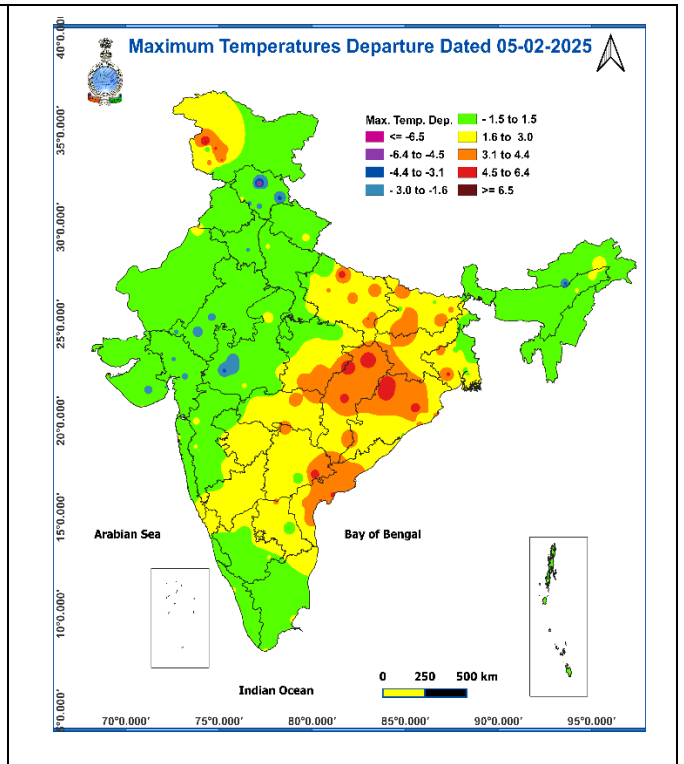 Maximum Temperatures Departure Dated 05-02-2025
Max. Temp. Dep.
<= -6.5
-6.4 to -4.5
-4.4 to -3.1
- 3.0 to -1.6
- 1.5 to 1.5
1.6 to 3.0
3.1 to 4.4
4.5 to 6.4
>= 6.5
40°0.000'
35°0.000'
30°0.000'
25°0.000'
20°0.000'
15°0.000'
10°0.000'
5°0.000'
Arabian Sea
Bay of Bengal
Indian Ocean
0 250 500 km
70°0.000' 75°0.000' 80°0.000' 85°0.000' 90°0.000' 95°0.000'